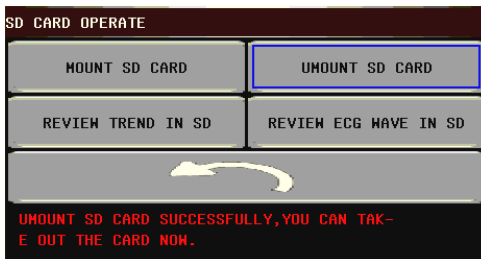 SD CARD OPERATE
MOUNT SD CARD
UMOUNT SD CARD
REVIEW TREND IN SD
REVIEW ECG WAVE IN SD
UMOUNT SD CARD SUCCESSFULLY,YOU CAN TAK-
E OUT THE CARD NOW.